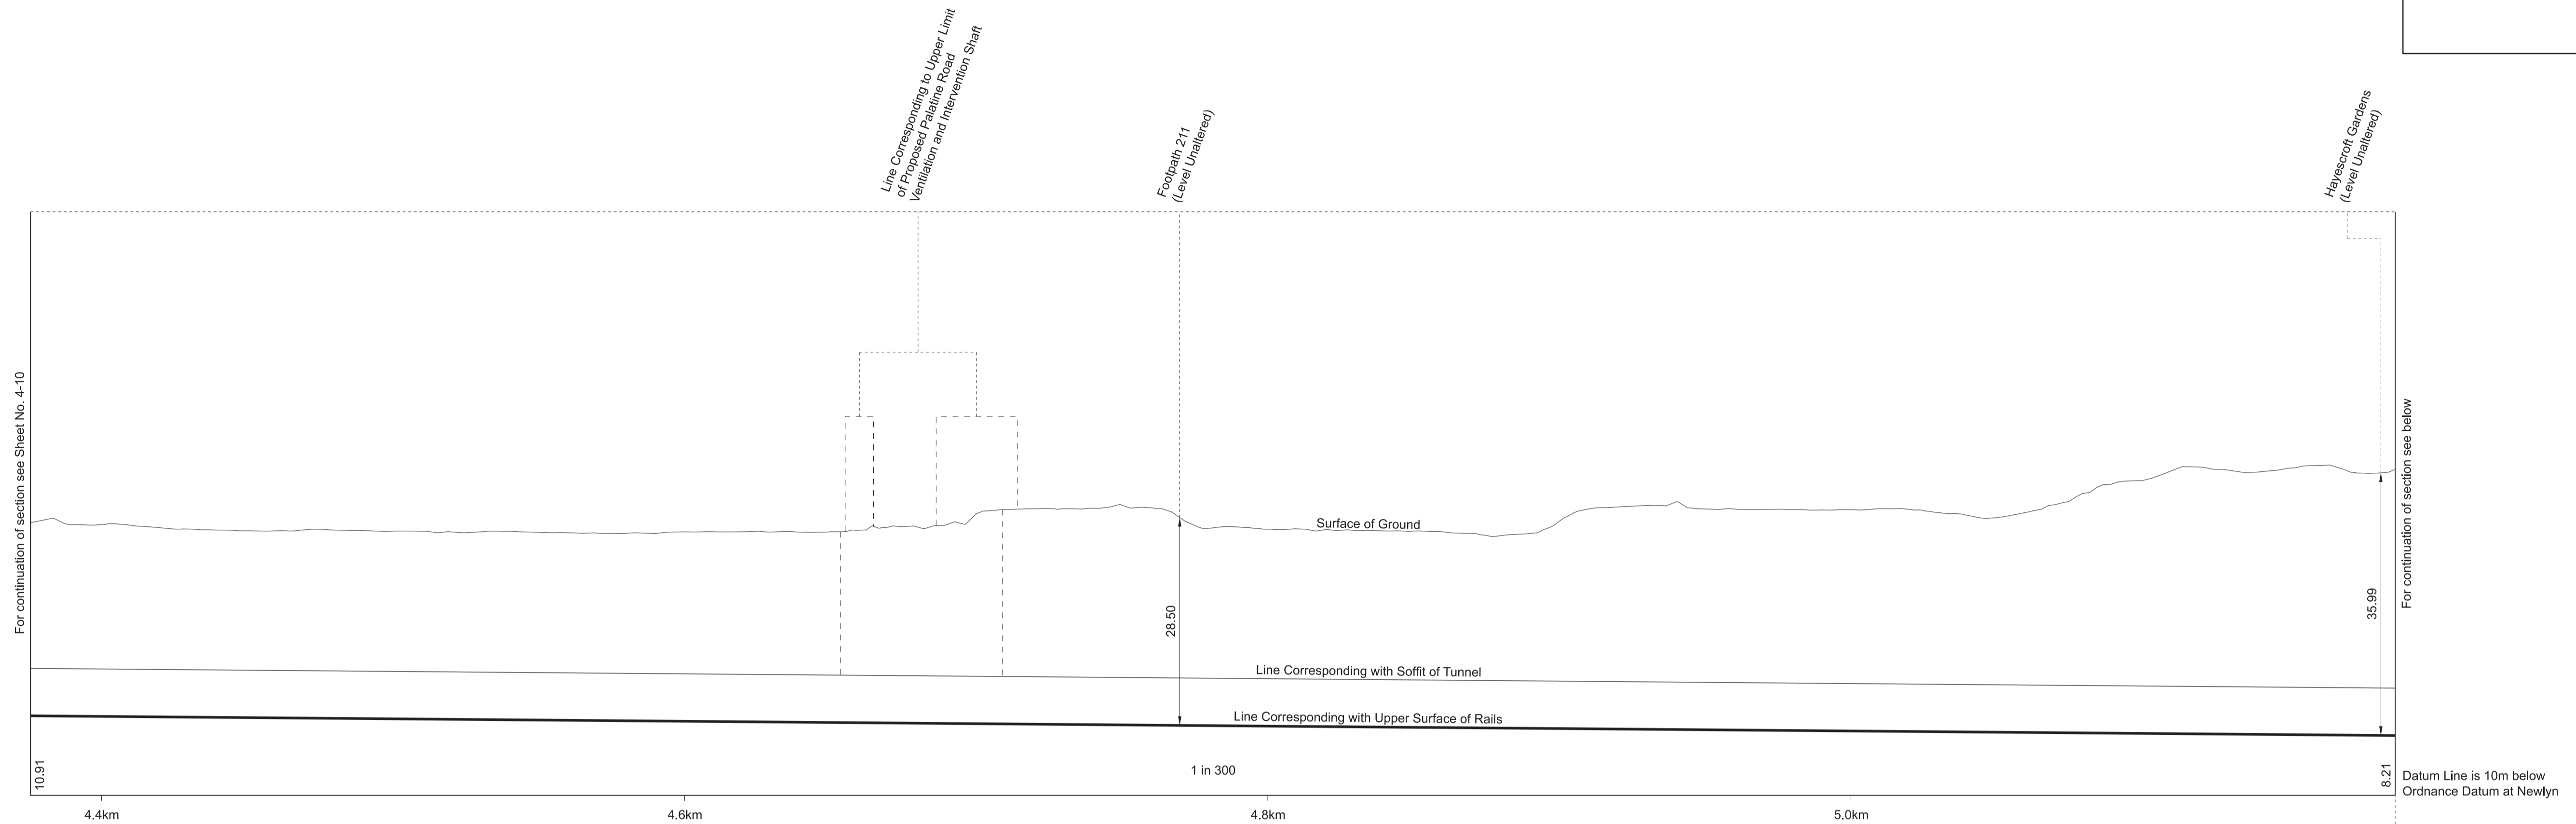 Line Corresponding to Upper Limit
of Proposed Palatine Road
Ventilation and Intervention Shaft
Footpath 211
(Level Unaltered)
Hayescroft Gardens
(Level Unaltered)
For continuation of section see Sheet No. 4-10
For continuation of section see below
Surface of Ground
28.50
35.99
Line Corresponding with Soffit of Tunnel
Line Corresponding with Upper Surface of Rails
10.91
1 in 300
8.21
Datum Line is 10m below
Ordnance Datum at Newlyn
4.4km
4.6km
4.8km
5.0km